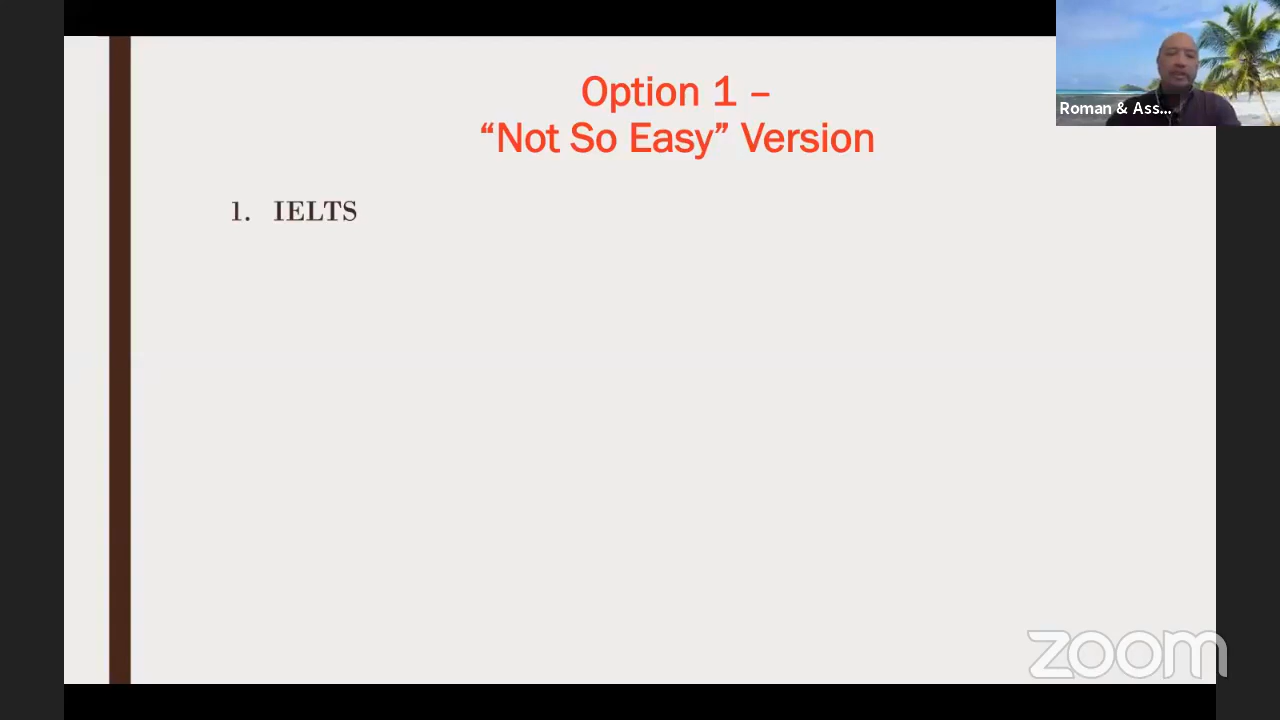 Option 1 –
“Not So Easy” Version
Roman & Ass...
1. IELTS
zoom